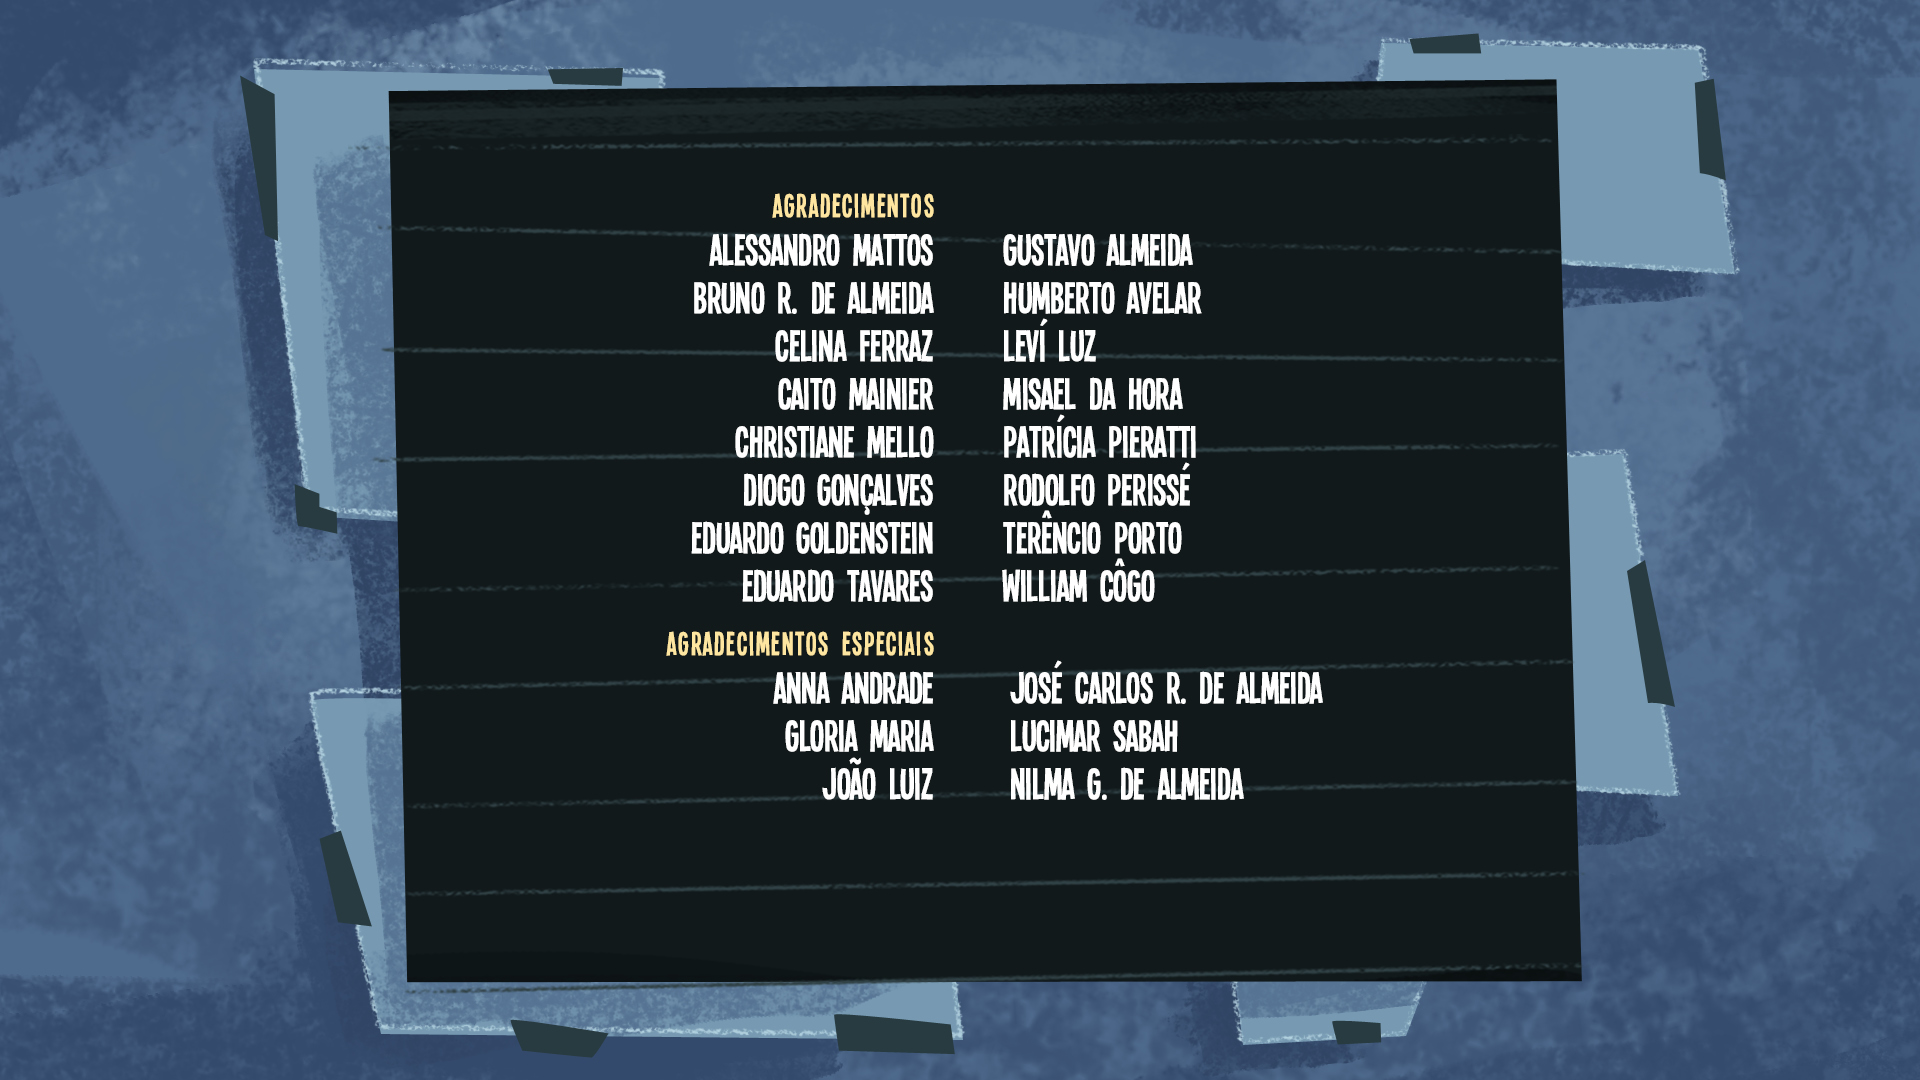 AGRADECIMENTOS
ALESSANDRO MATTOS GUSTAVO ALMEIDA
BRUNO R. DE ALMEIDA HUMBERTO AVELAR
CELINA FERRAZ LEVÍ LUZ
CAITO MAINIER MISAEL DA HORA
CHRISTIANE MELLO PATRÍCIA PIERATTI
DIOGO GONÇALVES RODOLFO PERISSÉ
EDUARDO GOLDENSTEIN TERÊNCIO PORTO
EDUARDO TAVARES WILLIAM CÔGO
AGRADECIMENTOS ESPECIAIS
ANNA ANDRADE JOSÉ CARLOS R. DE ALMEIDA
GLORIA MARIA LUCIMAR SABAH
JOÃO LUIZ NILMA G. DE ALMEIDA